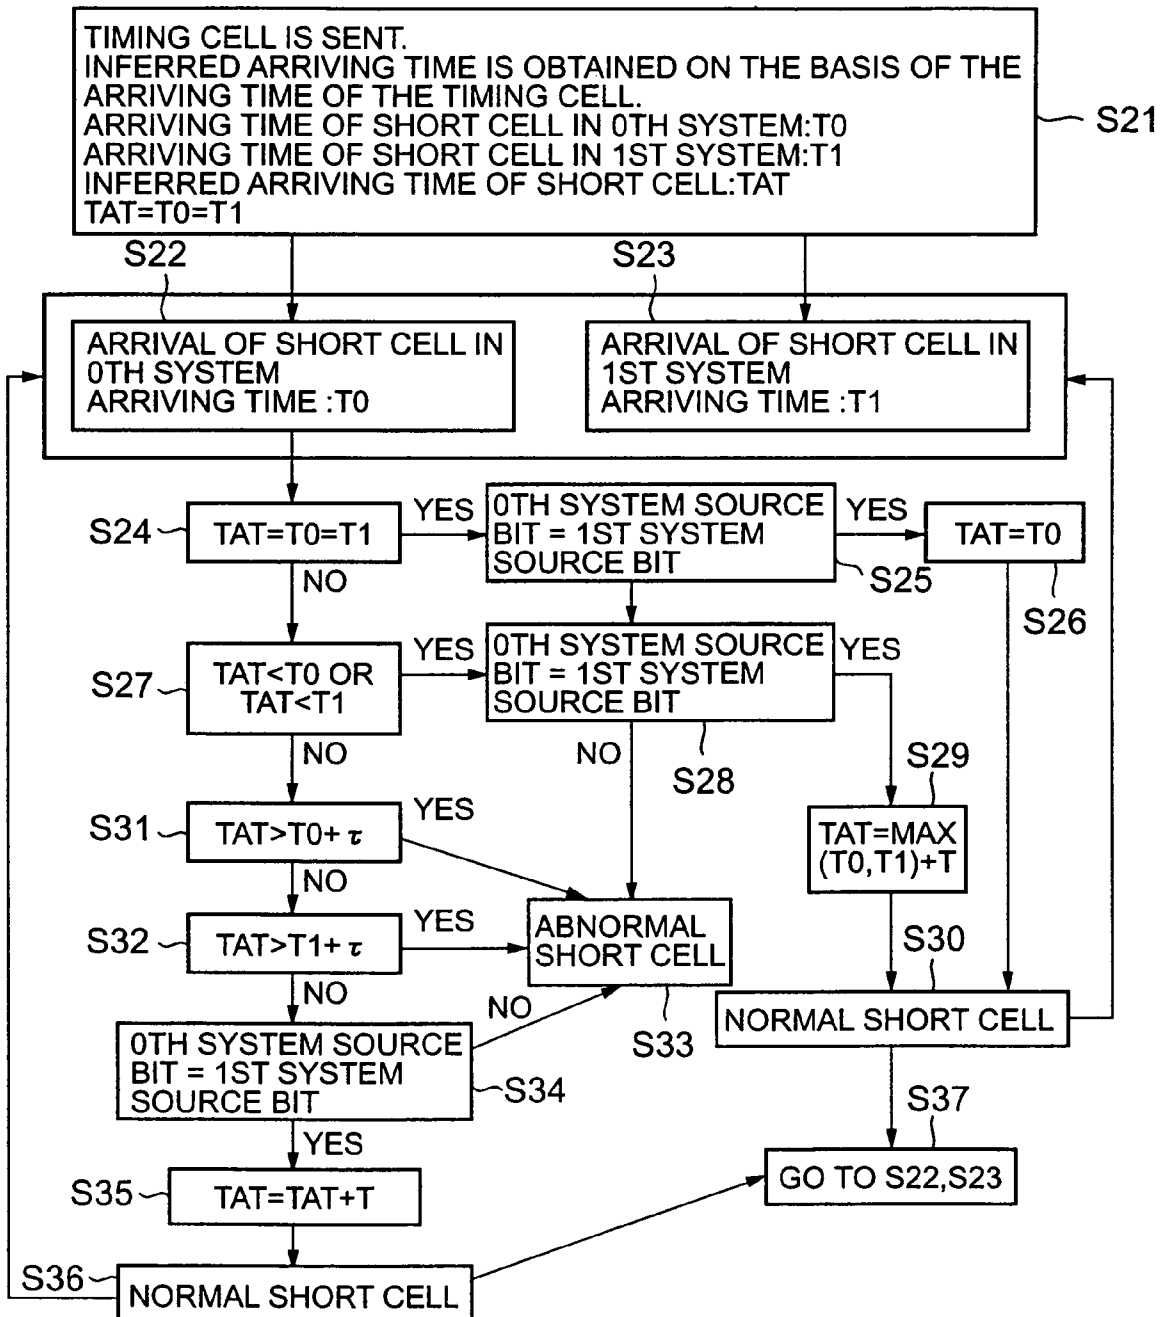 TIMING CELL IS SENT.
INFERRED ARRIVING TIME IS OBTAINED ON THE BASIS OF THE
ARRIVING TIME OF THE TIMING CELL.
ARRIVING TIME OF SHORT CELL IN 0TH SYSTEM:T0
ARRIVING TIME OF SHORT CELL IN 1ST SYSTEM:T1
INFERRED ARRIVING TIME OF SHORT CELL:TAT
TAT=T0=T1
S21
S22
S23
ARRIVAL OF SHORT CELL IN
0TH SYSTEM
ARRIVING TIME :T0
ARRIVAL OF SHORT CELL IN
1ST SYSTEM
ARRIVING TIME :T1
S24
TAT=T0=T1
YES
NO
0TH SYSTEM SOURCE
BIT = 1ST SYSTEM
SOURCE BIT
S25
YES
TAT=T0
S26
S27
TAT<T0 OR
TAT<T1
YES
NO
0TH SYSTEM SOURCE
BIT = 1ST SYSTEM
SOURCE BIT
YES
NO
S28
S29
TAT=MAX
(T0,T1)+T
S31
TAT>T0+ τ
YES
NO
S32
TAT>T1+ τ
YES
NO
ABNORMAL
SHORT CELL
S33
S30
NORMAL SHORT CELL
0TH SYSTEM SOURCE
BIT = 1ST SYSTEM
SOURCE BIT
NO
S34
YES
S35
TAT=TAT+T
S37
GO TO S22,S23
S36
NORMAL SHORT CELL